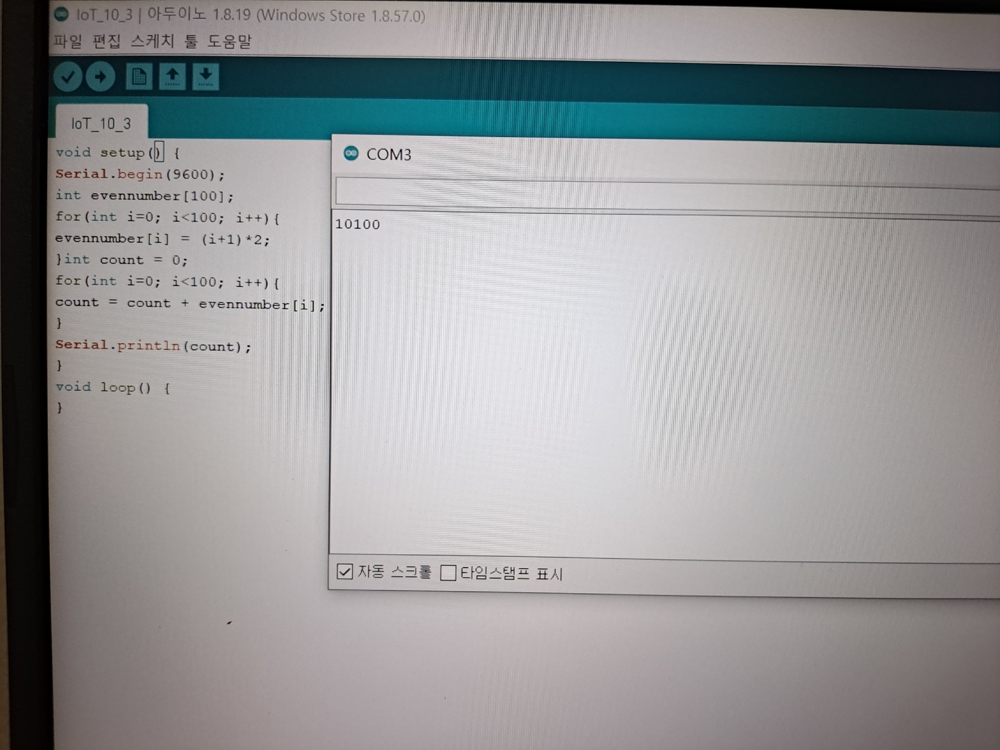 IoT_10_3 | 아두이노 1.8.19 (Windows Store 1.8.57.0)
파일 편집 스케치 툴 도움말
IoT_10_3
void setup() {
Serial.begin(9600);
int evennumber[100];
for(int i=0; i<100; i++){
evennumber[i] = (i+1)*2;
}int count = 0;
for(int i=0; i<100; i++){
count = count + evennumber[i];
}
Serial.println(count);
}
void loop() {
}
COM3
10100
자동 스크롤 타임스탬프 표시